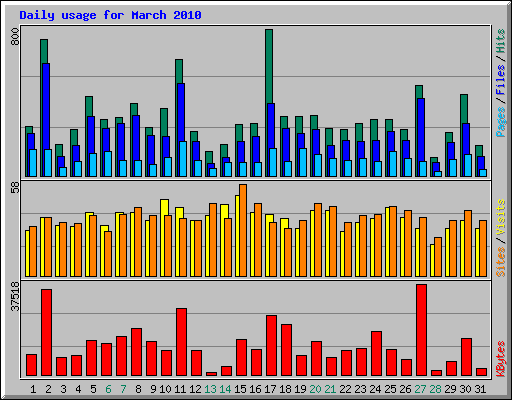 Daily usage for March 2010
800
Pages / Files / Hits
58
Sites / Visits
37518
KBytes
1 2 3 4 5 6 7 8 9 10 11 12 13 14 15 16 17 18 19 20 21 22 23 24 25 26 27 28 29 30 31